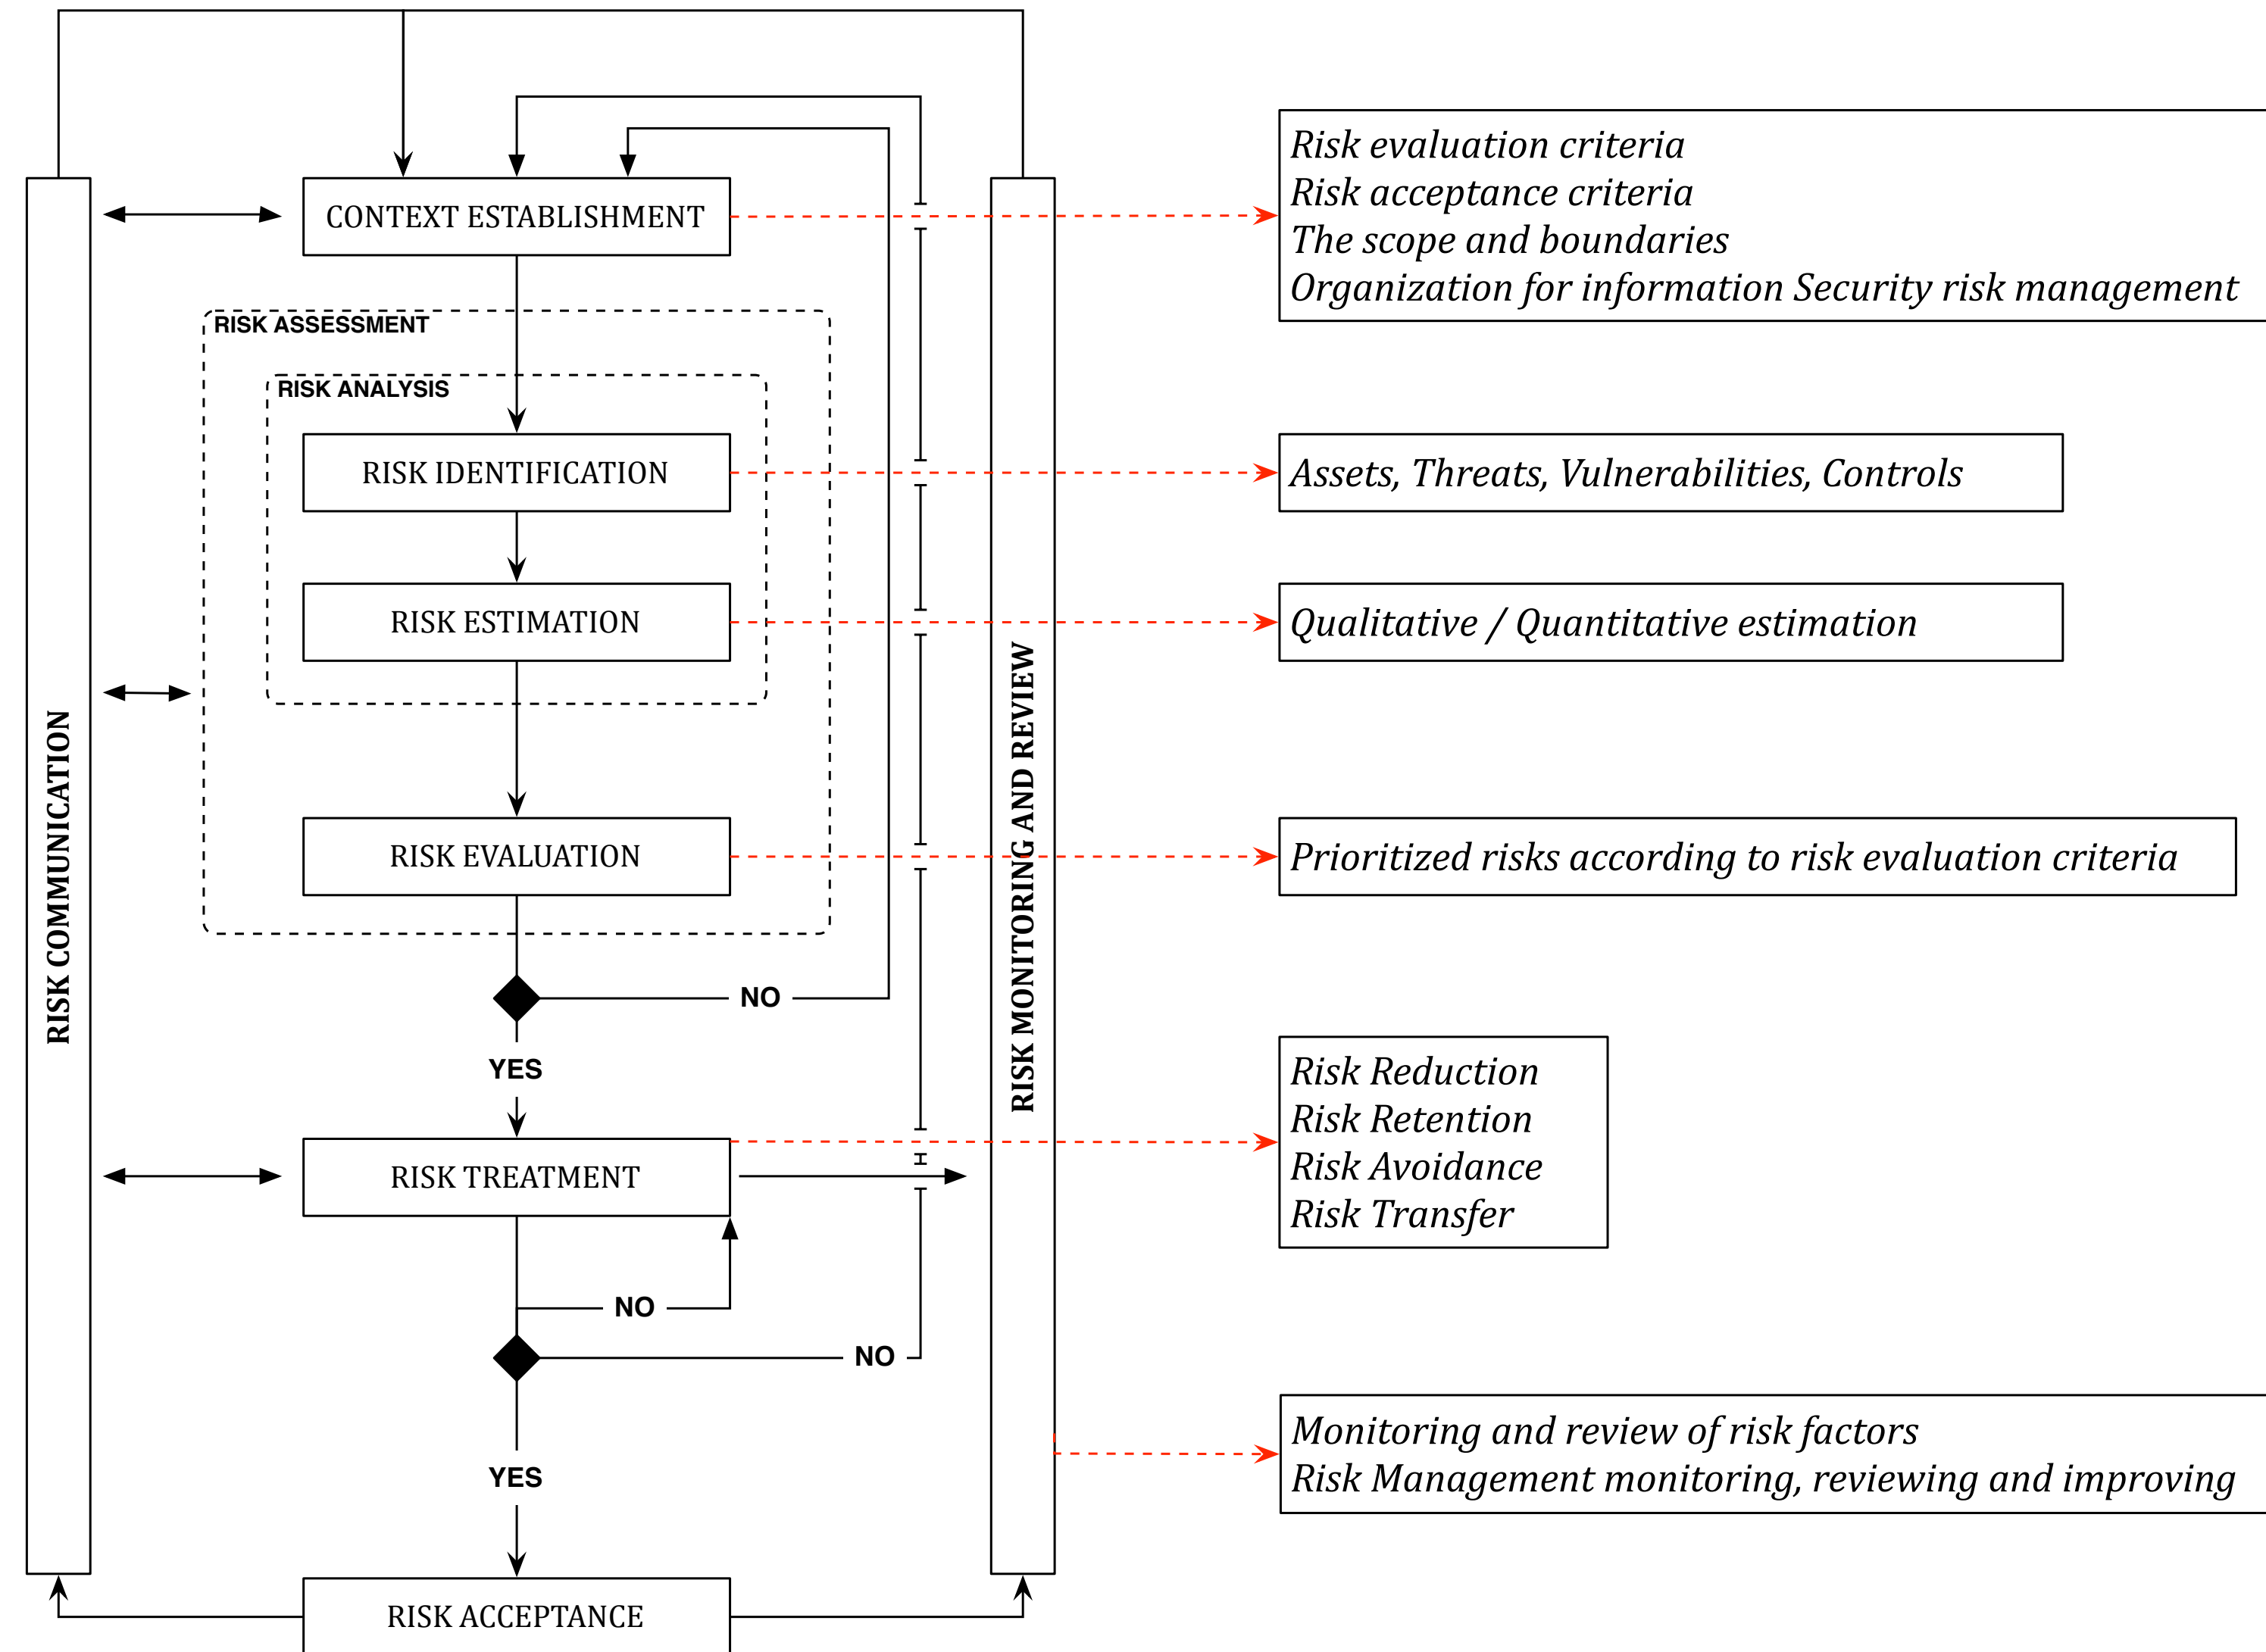 CONTEXT ESTABLISHMENT
Risk evaluation criteria
Risk acceptance criteria
The scope and boundaries
Organization for information Security risk management
RISK ASSESSMENT
RISK ANALYSIS
RISK IDENTIFICATION
Assets, Threats, Vulnerabilities, Controls
RISK ESTIMATION
Qualitative / Quantitative estimation
RISK COMMUNICATION
RISK MONITORING AND REVIEW
RISK EVALUATION
Prioritized risks according to risk evaluation criteria
NO
YES
RISK TREATMENT
Risk Reduction
Risk Retention
Risk Avoidance
Risk Transfer
NO
NO
YES
Monitoring and review of risk factors
Risk Management monitoring, reviewing and improving
RISK ACCEPTANCE